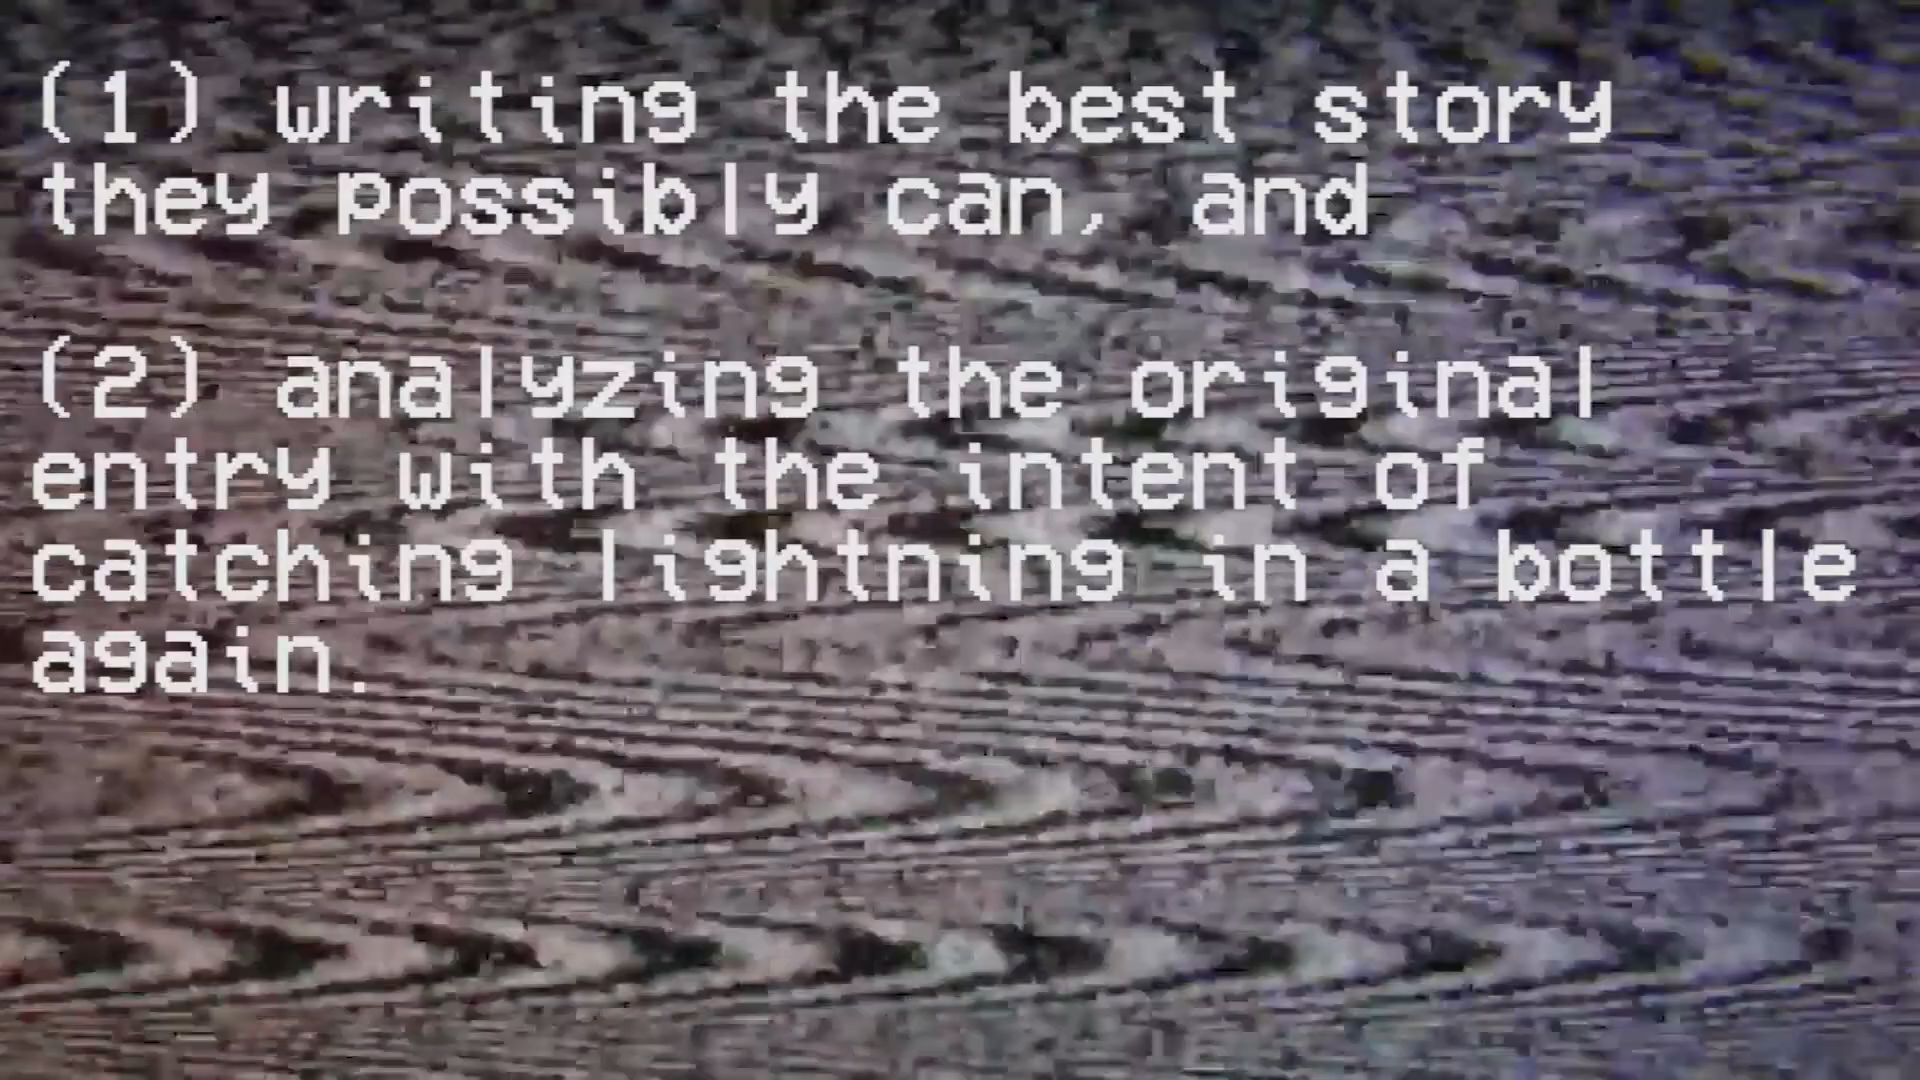 (1) writing the best story
they possibly can, and
(2) analyzing the original
entry with the intent of
catching lightning in a bottle
again.